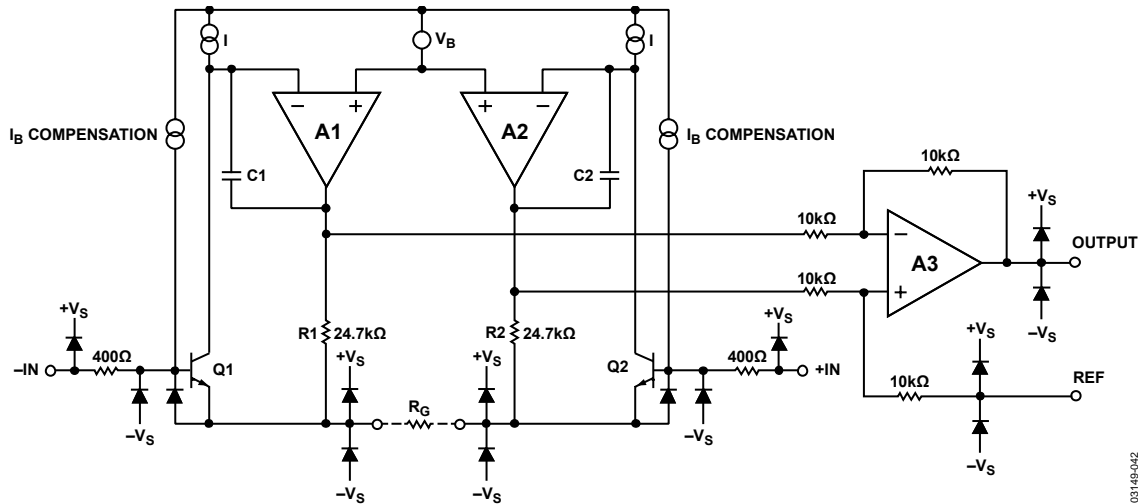 I
V_B
I
A1
A2
− +
+ −
I_B COMPENSATION
I_B COMPENSATION
C1
C2
10kΩ
10kΩ
+V_S
−
A3
OUTPUT
10kΩ
+
−V_S
+V_S
R1
24.7kΩ
R2
24.7kΩ
+V_S
+V_S
400Ω
−IN
Q1
+V_S
+V_S
Q2
400Ω
+IN
10kΩ
REF
−V_S
R_G
−V_S
−V_S
−V_S
−V_S
03149-042